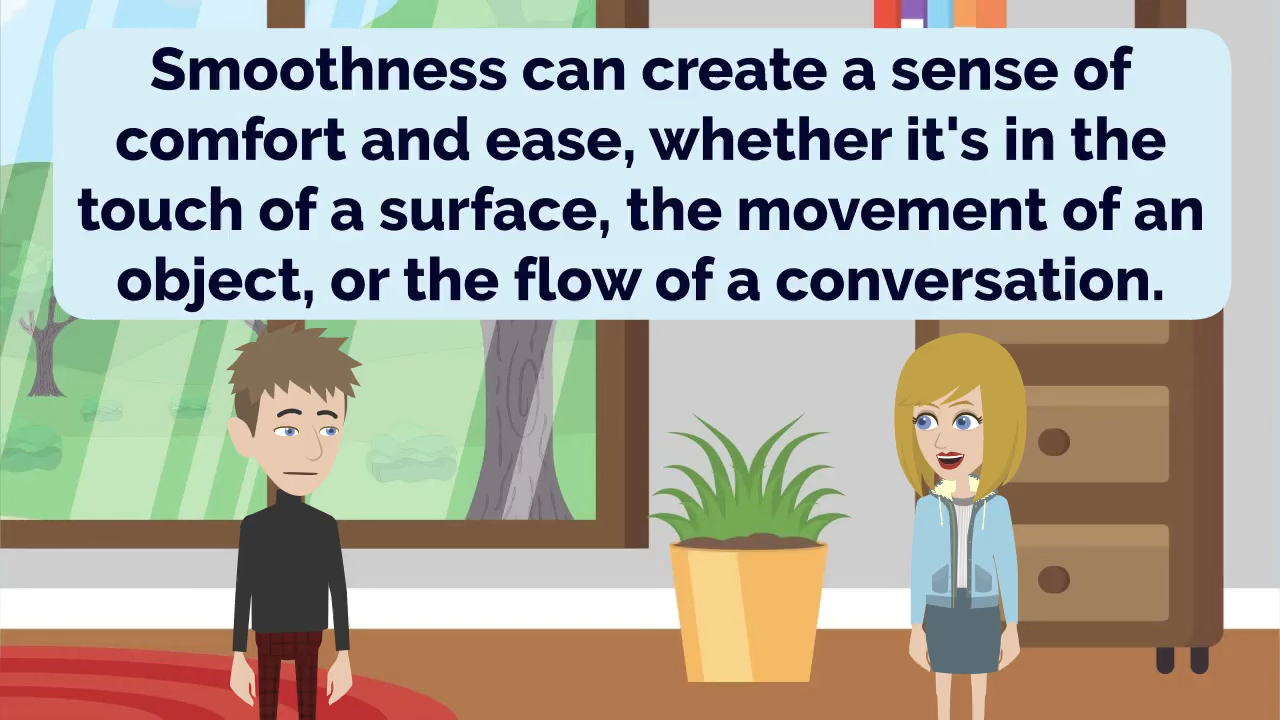 Smoothness can create a sense of
comfort and ease, whether it's in the
touch of a surface, the movement of an
object, or the flow of a conversation.